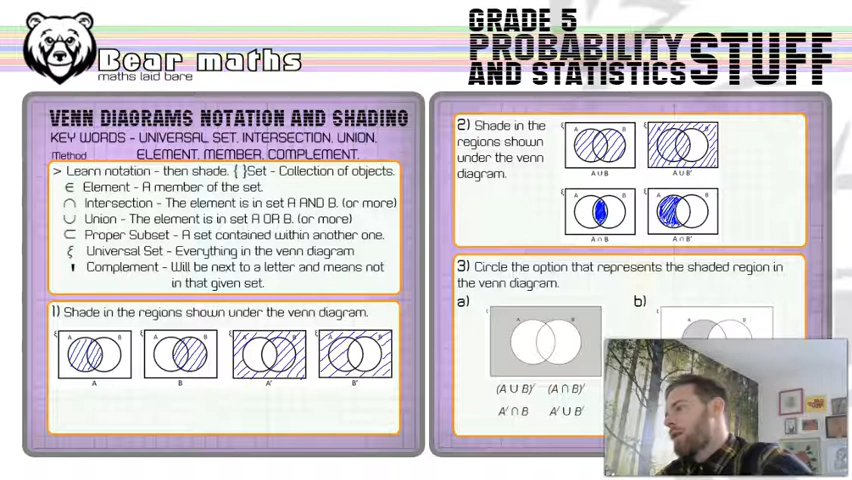 Bear maths
maths laid bare
GRADE 5
PROBABILITY
AND STATISTICS
STUFF
VENN DIAGRAMS NOTATION AND SHADING
KEY WORDS - UNIVERSAL SET, INTERSECTION, UNION,
Method ELEMENT, MEMBER, COMPLEMENT.
> Learn notation - then shade. { }Set - Collection of objects.
∈ Element - A member of the set.
∩ Intersection - The element is in set A AND B. (or more)
∪ Union - The element is in set A OR B. (or more)
⊂ Proper Subset - A set contained within another one.
ξ Universal Set - Everything in the venn diagram
' Complement - Will be next to a letter and means not
in that given set.
1) Shade in the regions shown under the venn diagram.
ξ A B ξ A B ξ A B ξ A B
A B A' B'
2) Shade in the
regions shown
under the venn
diagram.
ξ A B ξ A B
A ∪ B A ∪ B'
ξ A B ξ A B
A ∩ B A ∩ B'
3) Circle the option that represents the shaded region in
the venn diagram.
a) b)
A B A B
(A ∪ B)' (A ∩ B)'
A' ∩ B A' ∪ B'